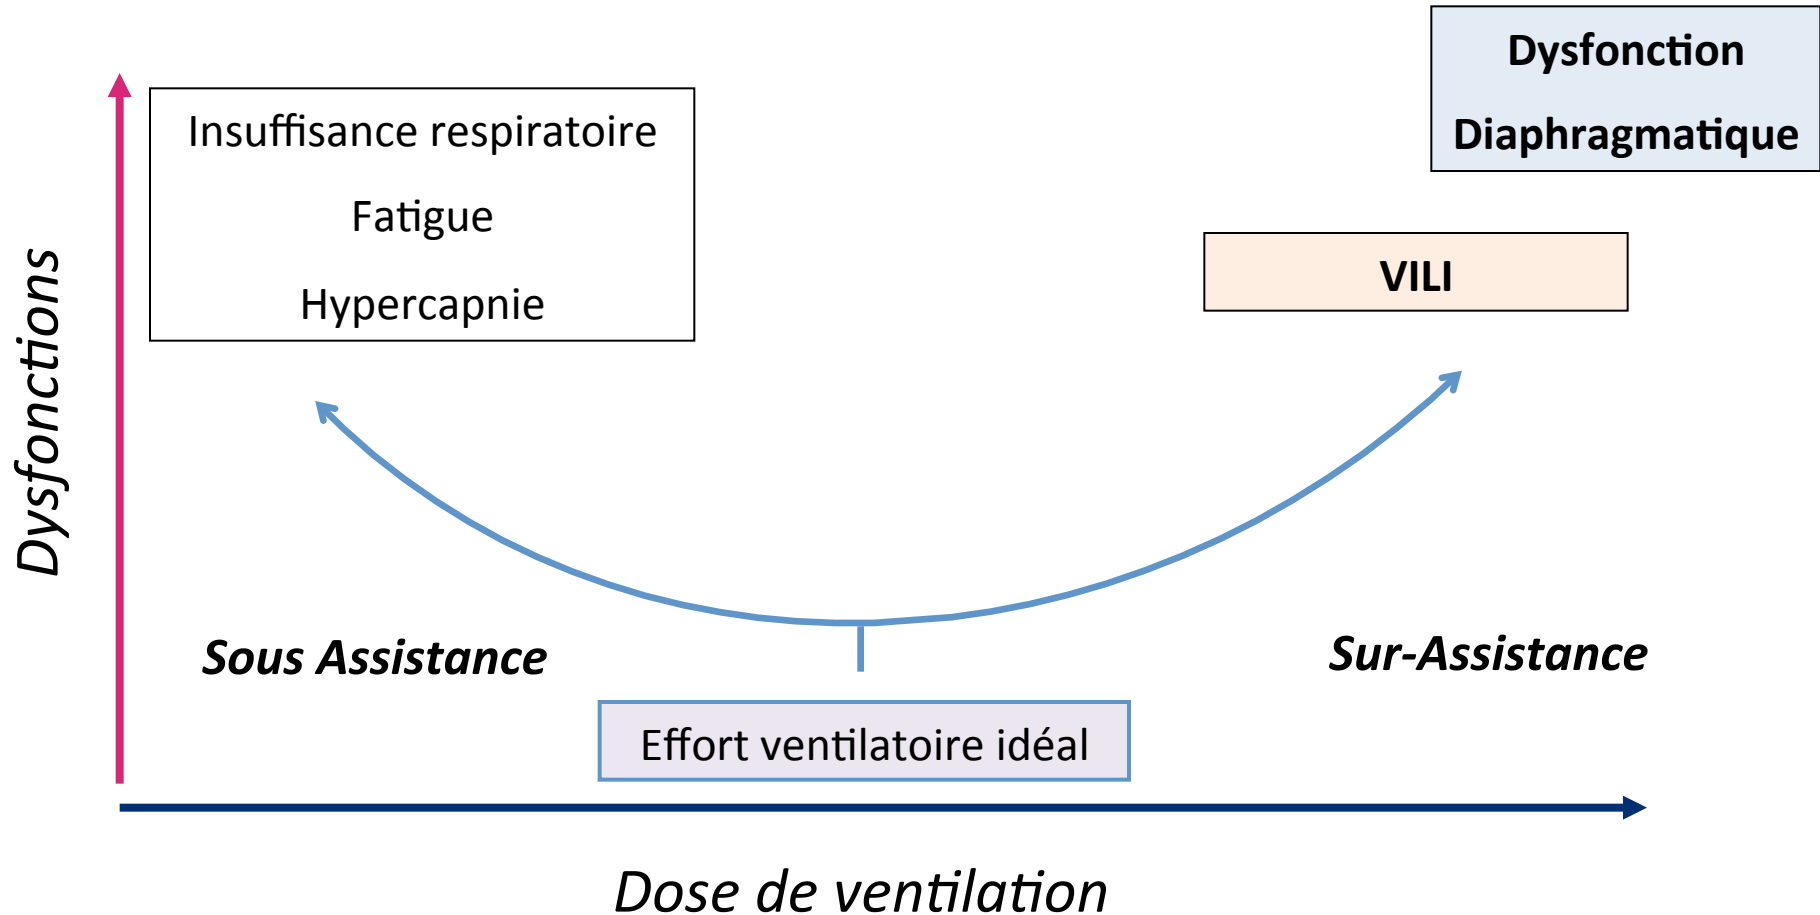 Dysfonction
Diaphragmatique
Insuffisance respiratoire
Fatigue
Hypercapnie
VILI
Dysfonctions
Sous Assistance
Sur-Assistance
Effort ventilatoire idéal
Dose de ventilation